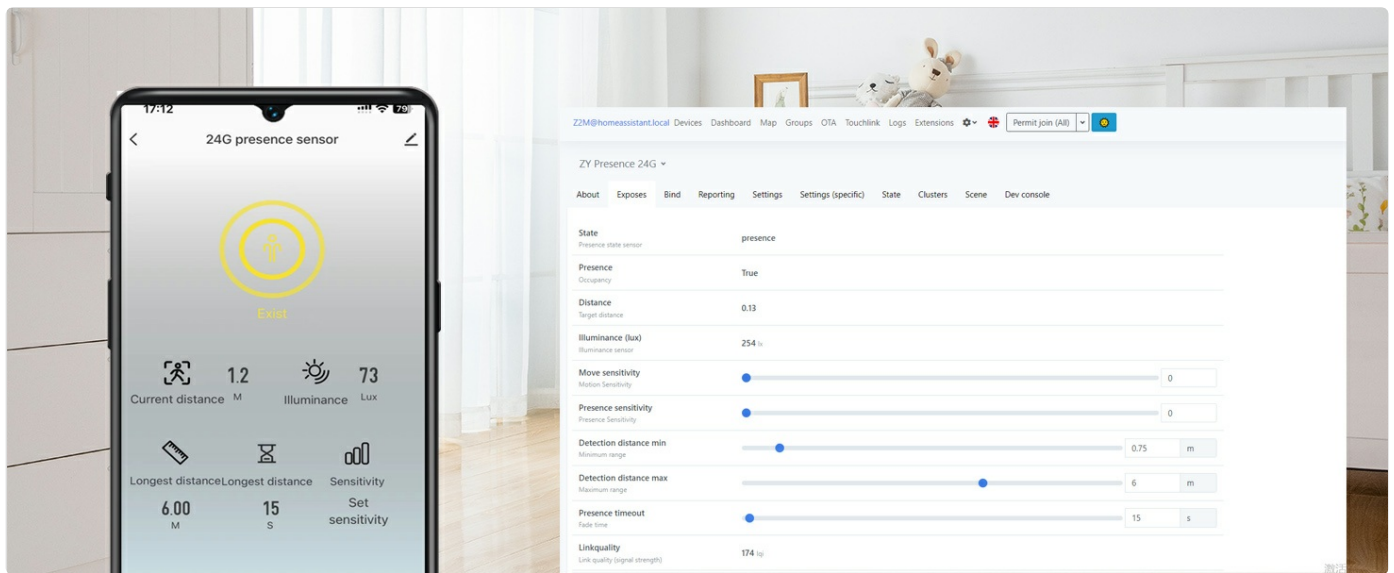 17:12
79
24G presence sensor
Exist
1.2
M
Current distance
73
Lux
Illuminance
Longest distance
Longest distance
Sensitivity
6.00
M
15
S
Set
sensitivity
Z2M@homeassistant.local Devices Dashboard Map Groups OTA Touchlink Logs Extensions Permit join (All)
ZY Presence 24G
About Exposes Bind Reporting Settings Settings (specific) State Clusters Scene Dev console
State
Presence state sensor
presence
Presence
Occupancy
True
Distance
Target distance
0.13
Illuminance (lux)
Illuminance sensor
254 lx
Move sensitivity
Motion Sensitivity
0
Presence sensitivity
Presence Sensitivity
0
Detection distance min
Minimum range
0.75 m
Detection distance max
Maximum range
6 m
Presence timeout
Fade time
15 s
Linkquality
Link quality (signal strength)
174 lqi
激活